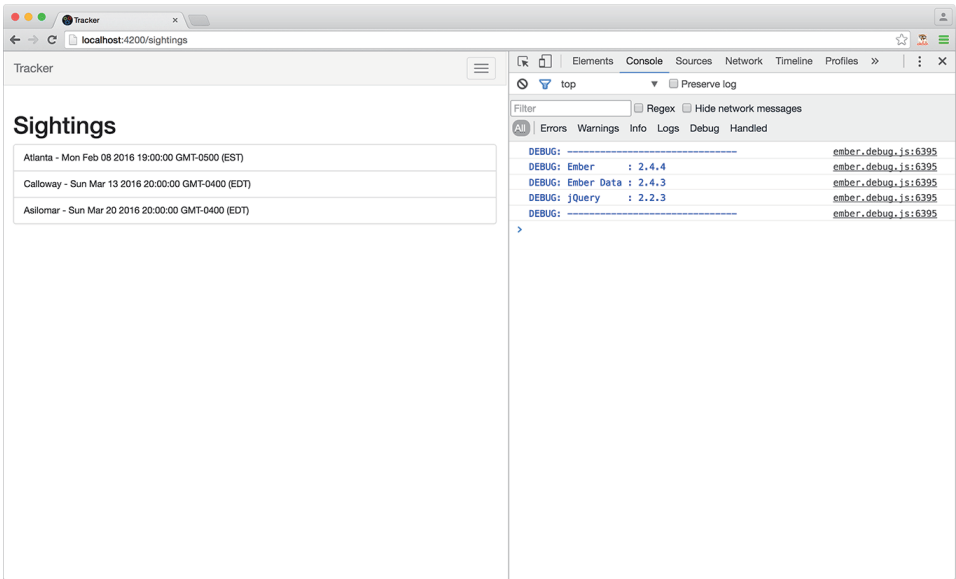 Tracker
localhost:4200/sightings
Tracker
Sightings
Atlanta - Mon Feb 08 2016 19:00:00 GMT-0500 (EST)
Calloway - Sun Mar 13 2016 20:00:00 GMT-0400 (EDT)
Asilomar - Sun Mar 20 2016 20:00:00 GMT-0400 (EDT)
Elements Console Sources Network Timeline Profiles »
top Preserve log
Filter Regex Hide network messages
All Errors Warnings Info Logs Debug Handled
DEBUG: ------------------------------- ember.debug.js:6395
DEBUG: Ember : 2.4.4 ember.debug.js:6395
DEBUG: Ember Data : 2.4.3 ember.debug.js:6395
DEBUG: jQuery : 2.2.3 ember.debug.js:6395
DEBUG: ------------------------------- ember.debug.js:6395
>